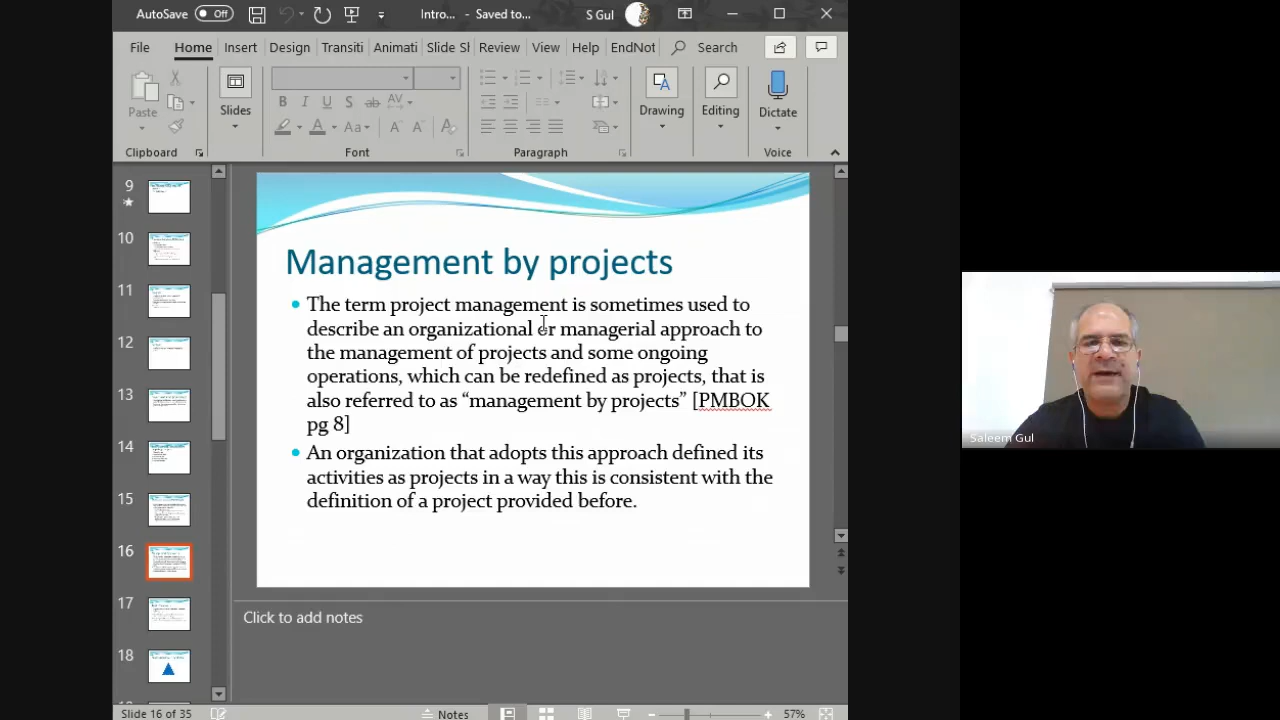 AutoSave Off Intro... - Saved to... S Gul
File Home Insert Design Transiti Animati Slide Sl Review View Help EndNot Search
Paste Slides Drawing Editing Dictate
Clipboard Font Paragraph Voice
9
10
11
12
13
14
15
16
17
18
Management by projects
The term project management is sometimes used to
describe an organizational or managerial approach to
the management of projects and some ongoing
operations, which can be redefined as projects, that is
also referred to as “management by projects” [PMBOK
pg 8]
An organization that adopts this approach defined its
activities as projects in a way this is consistent with the
definition of a project provided before.
Click to add notes
Slide 16 of 35 Notes 57%
Saleem Gul